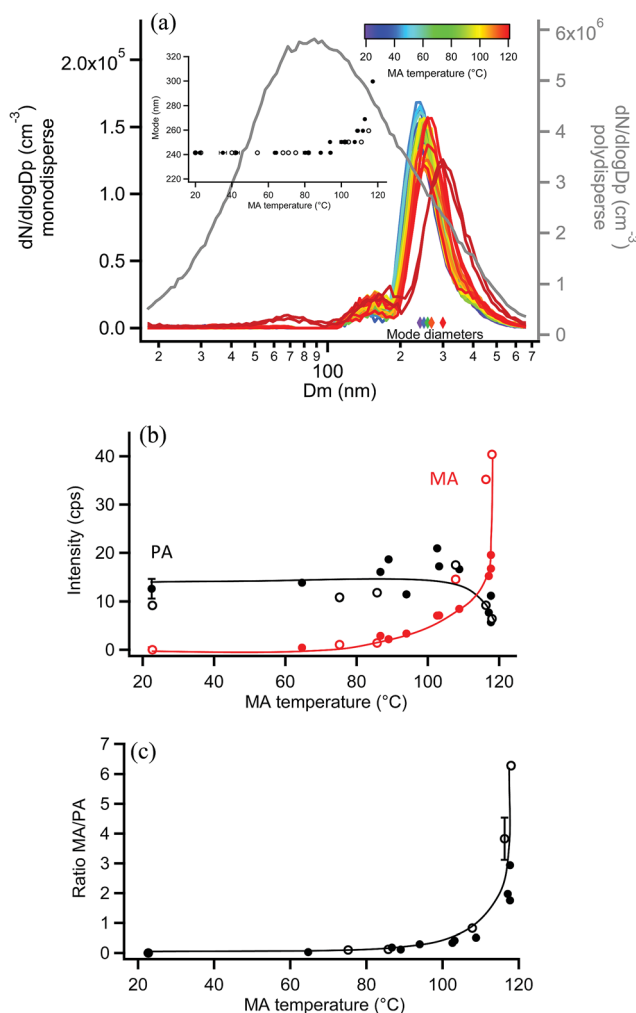 (a)
20 40 60 80 100 120
MA temperature (°C)
6x10⁶
5
4
3
2
1
0
dN/dlogDp (cm⁻³)
polydisperse
2.0x10⁵
1.5
1.0
0.5
0.0
dN/dlogDp (cm⁻³)
monodisperse
320
300
280
260
240
220
Mode (nm)
0 20 40 60 80 100 120
MA temperature (°C)
Mode diameters
2 3 4 5 6 7 8 9 100 2 3 4 5 6 7
Dm (nm)
(b)
40
30
20
10
0
Intensity (cps)
MA
PA
20 40 60 80 100 120
MA temperature (°C)
(c)
7
6
5
4
3
2
1
0
Ratio MA/PA
20 40 60 80 100 120
MA temperature (°C)